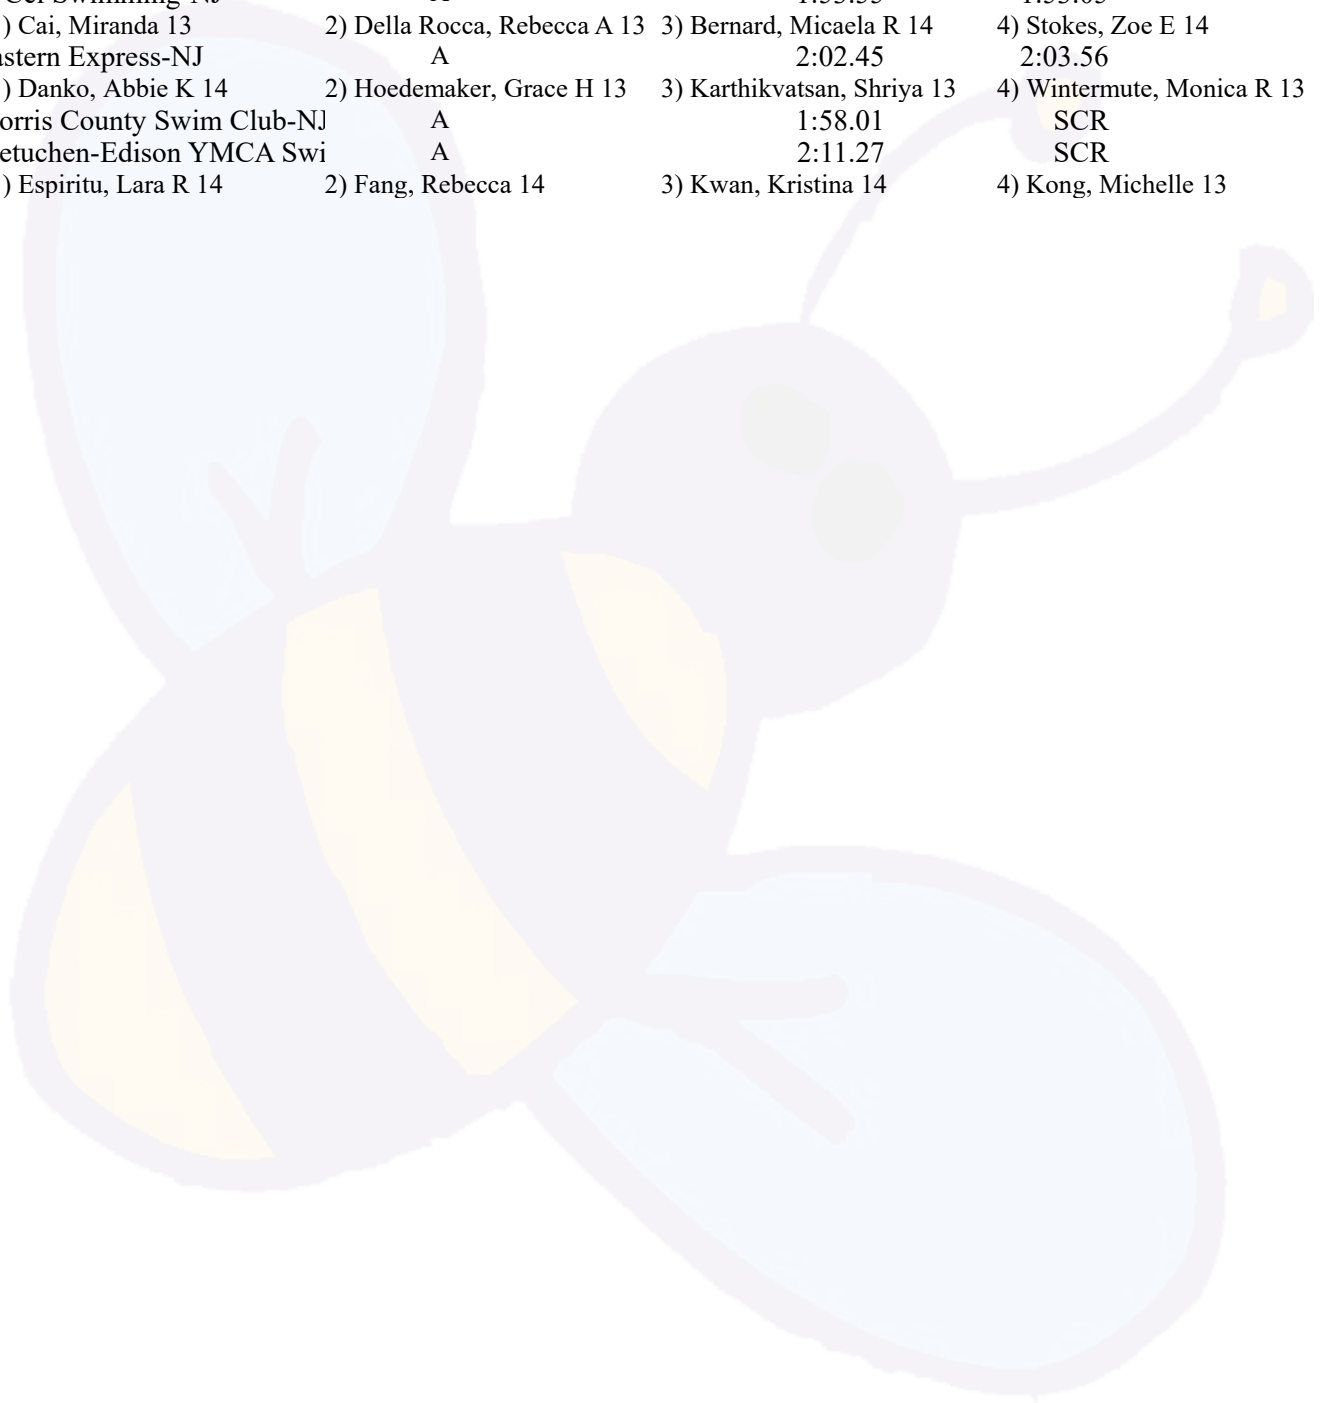 Swimming-NJ
) Cai, Miranda 13 2) Della Rocca, Rebecca A 13 3) Bernard, Micaela R 14 4) Stokes, Zoe E 14
astern Express-NJ A 2:02.45 2:03.56
) Danko, Abbie K 14 2) Hoedemaker, Grace H 13 3) Karthikvatsan, Shriya 13 4) Wintermute, Monica R 13
orris County Swim Club-NJ A 1:58.01 SCR
etuchen-Edison YMCA Swi A 2:11.27 SCR
) Espiritu, Lara R 14 2) Fang, Rebecca 14 3) Kwan, Kristina 14 4) Kong, Michelle 13